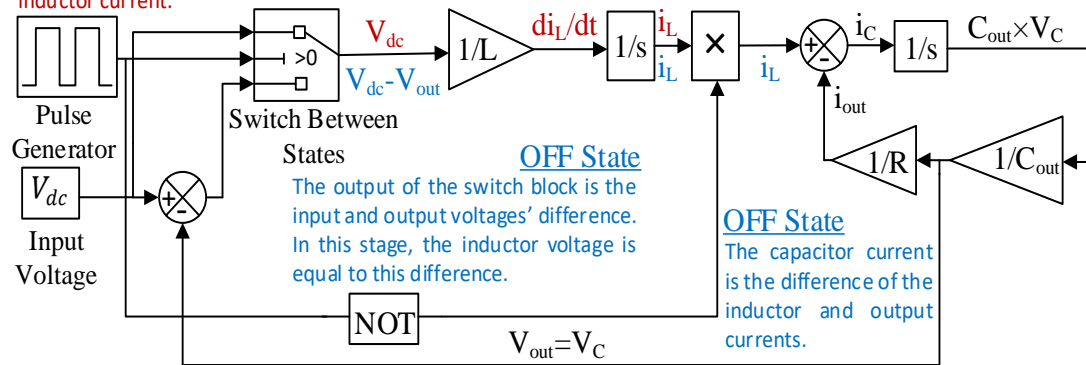 inductor current.
Pulse
Generator
V_dc
Input
Voltage
+
-
>0
Switch Between
States
V_dc
V_dc-V_out
1/L
di_L/dt
1/s
i_L
i_L
×
i_L
+
-
i_C
1/s
C_out×V_C
i_out
1/R
1/C_out
OFF State
The output of the switch block is the
input and output voltages’ difference.
In this stage, the inductor voltage is
equal to this difference.
OFF State
The capacitor current
is the difference of the
inductor and output
currents.
NOT
V_out=V_C